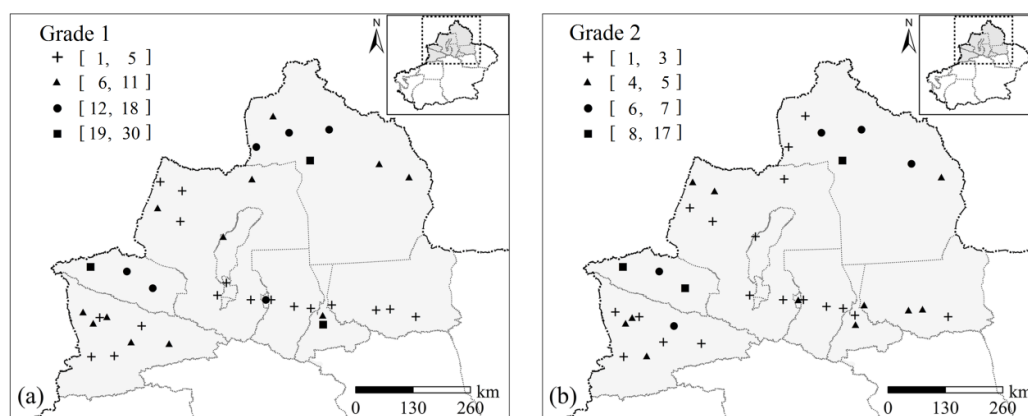 Grade 1
[ 1, 5 ]
[ 6, 11 ]
[ 12, 18 ]
[ 19, 30 ]
N
(a)
km
0 130 260
Grade 2
[ 1, 3 ]
[ 4, 5 ]
[ 6, 7 ]
[ 8, 17 ]
N
(b)
km
0 130 260